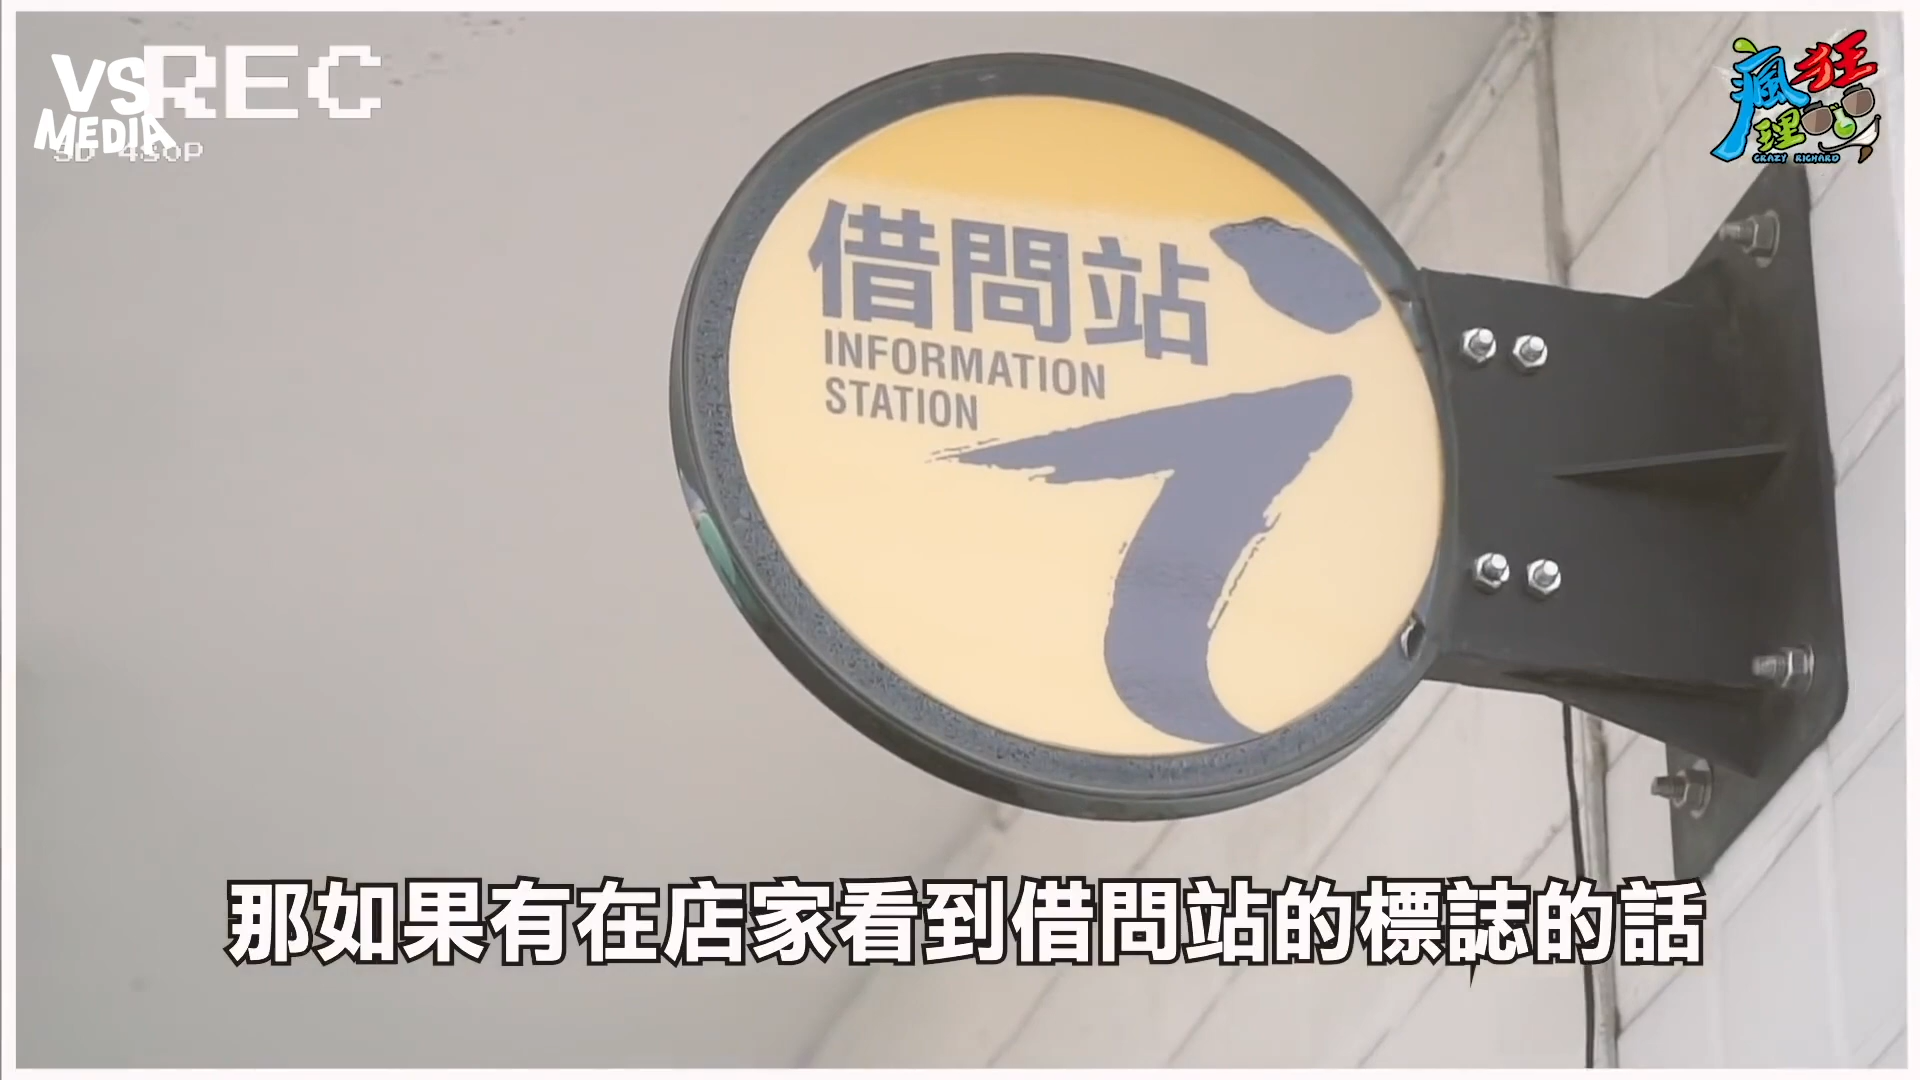 VS
MEDIA
REC
SD 480P
瘋狂
理
CRAZY RICHARD
借問站
INFORMATION
STATION
那如果有在店家看到借問站的標誌的話